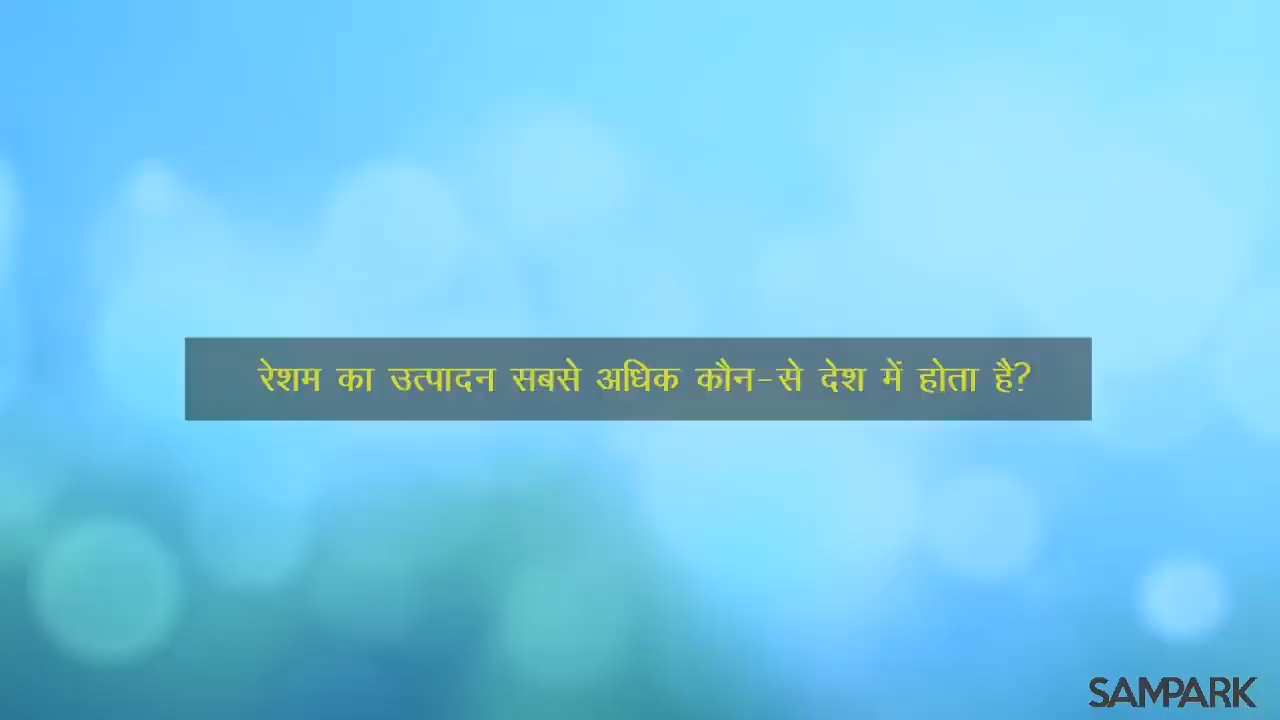 रेशम का उत्पादन सबसे अधिक कौन-से देश में होता है?
SAMPARK